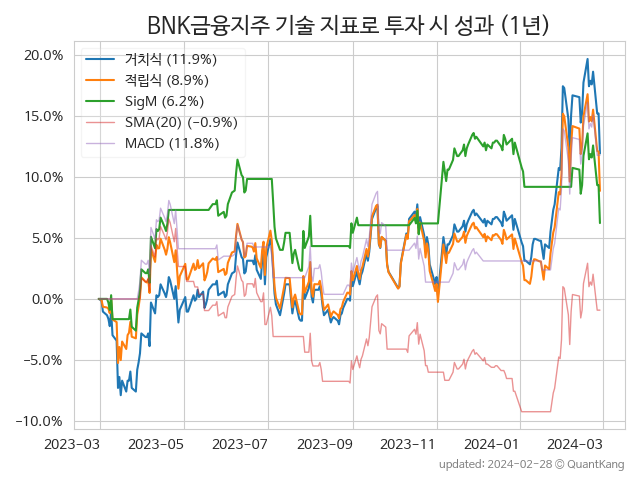 BNK금융지주 기술 지표로 투자 시 성과 (1년)
20.0%
15.0%
10.0%
5.0%
0.0%
−5.0%
−10.0%
거치식 (11.9%)
적립식 (8.9%)
SigM (6.2%)
SMA(20) (−0.9%)
MACD (11.8%)
2023-03 2023-05 2023-07 2023-09 2023-11 2024-01 2024-03
updated: 2024-02-28 © QuantKang